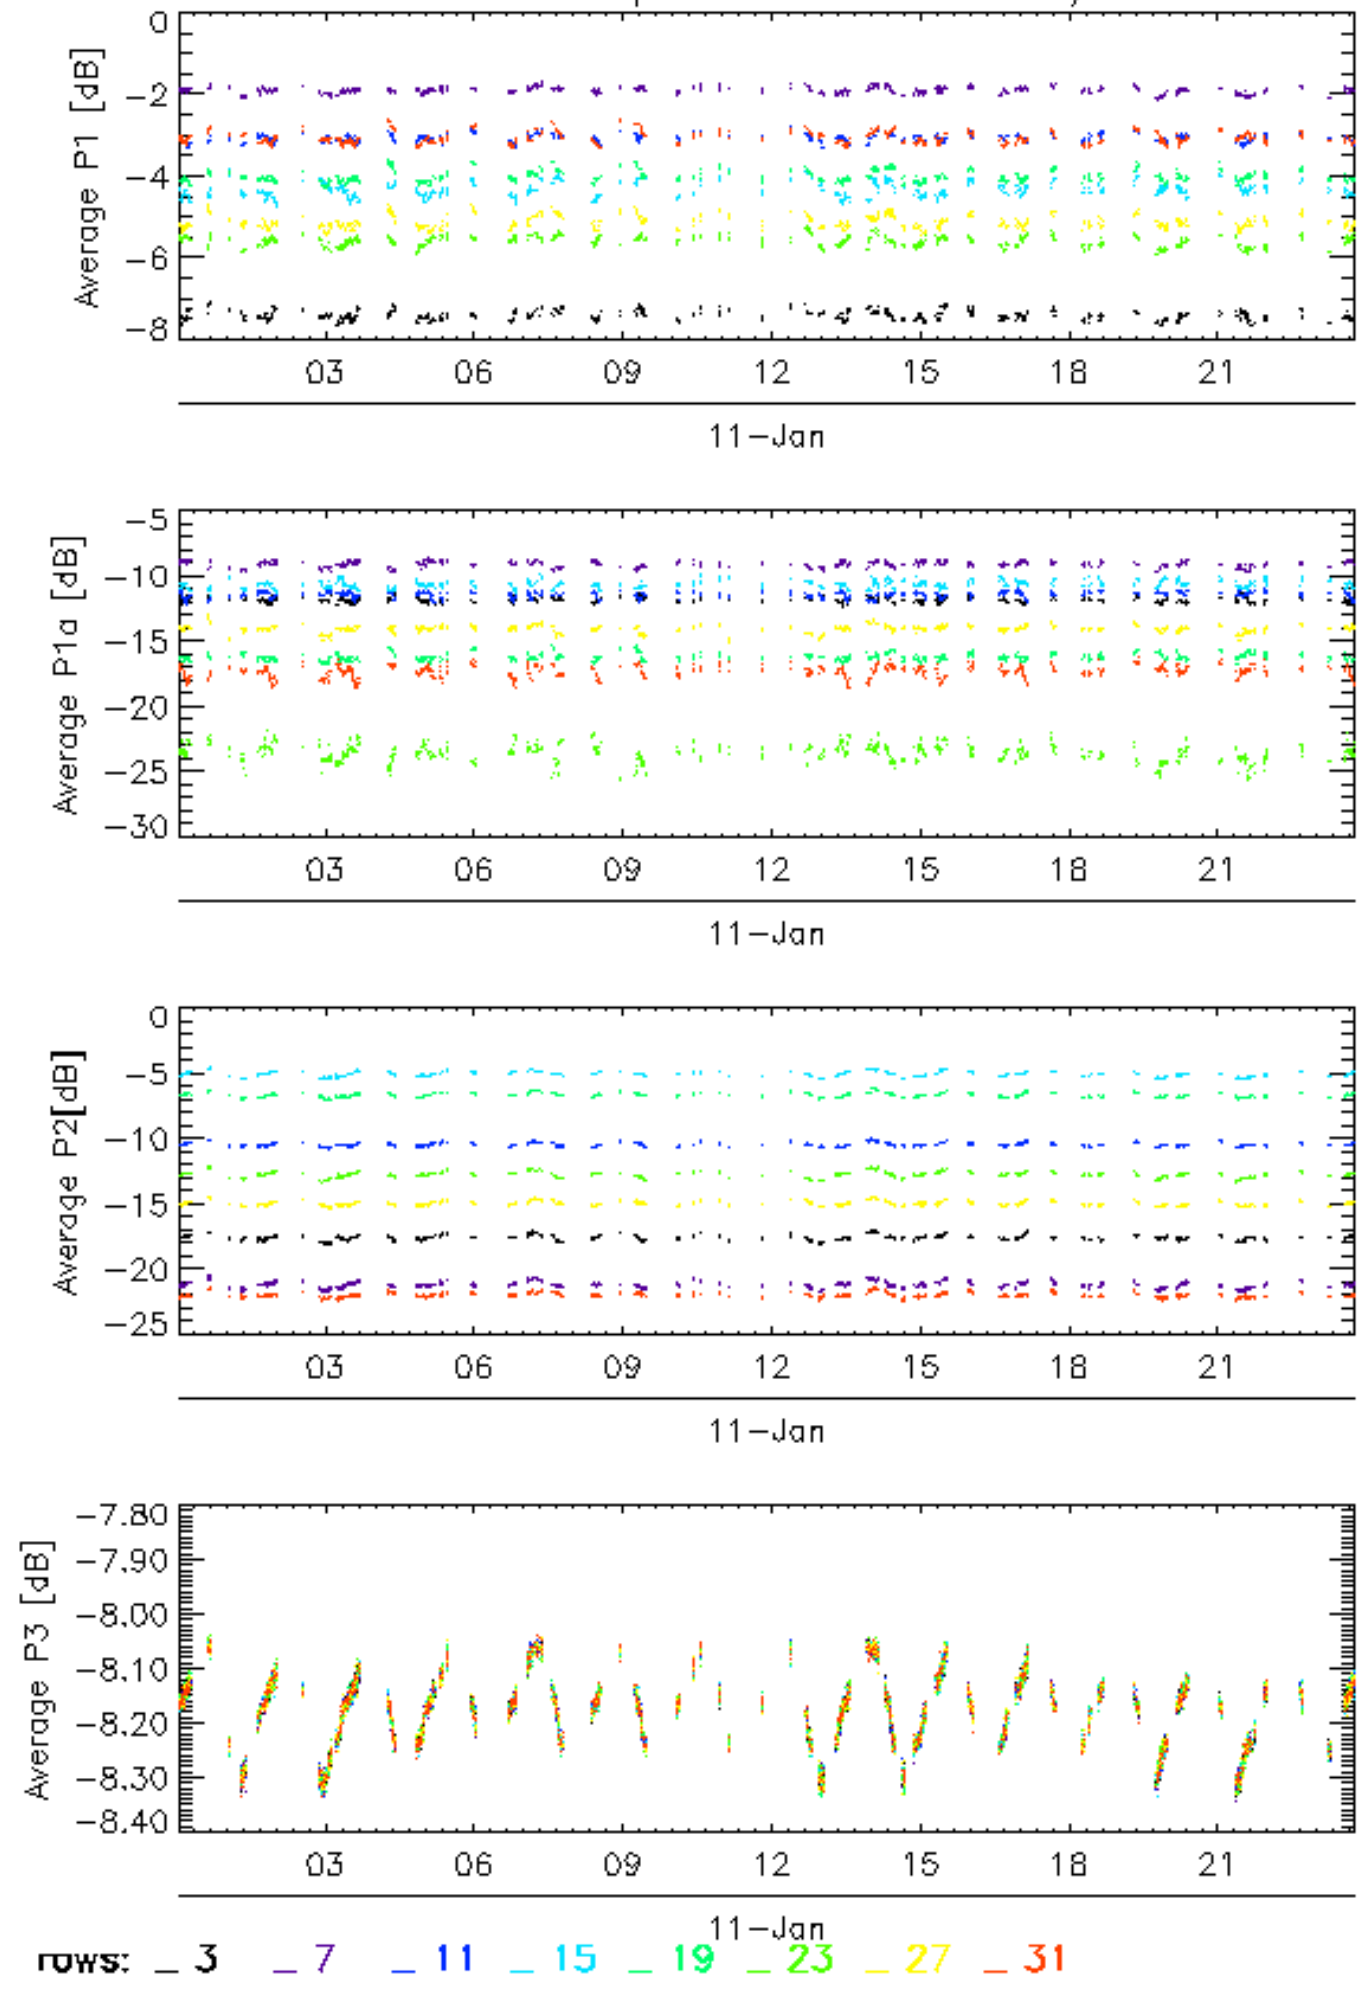 Average P1 [dB]
0
−2
−4
−6
−8
03 06 09 12 15 18 21
11−Jan
Average P1a [dB]
−5
−10
−15
−20
−25
−30
03 06 09 12 15 18 21
11−Jan
Average P2[dB]
0
−5
−10
−15
−20
−25
03 06 09 12 15 18 21
11−Jan
Average P3 [dB]
−7.80
−7.90
−8.00
−8.10
−8.20
−8.30
−8.40
03 06 09 12 15 18 21
11−Jan
rows: _ 3 _ 7 _ 11 _ 15 _ 19 _ 23 _ 27 _ 31